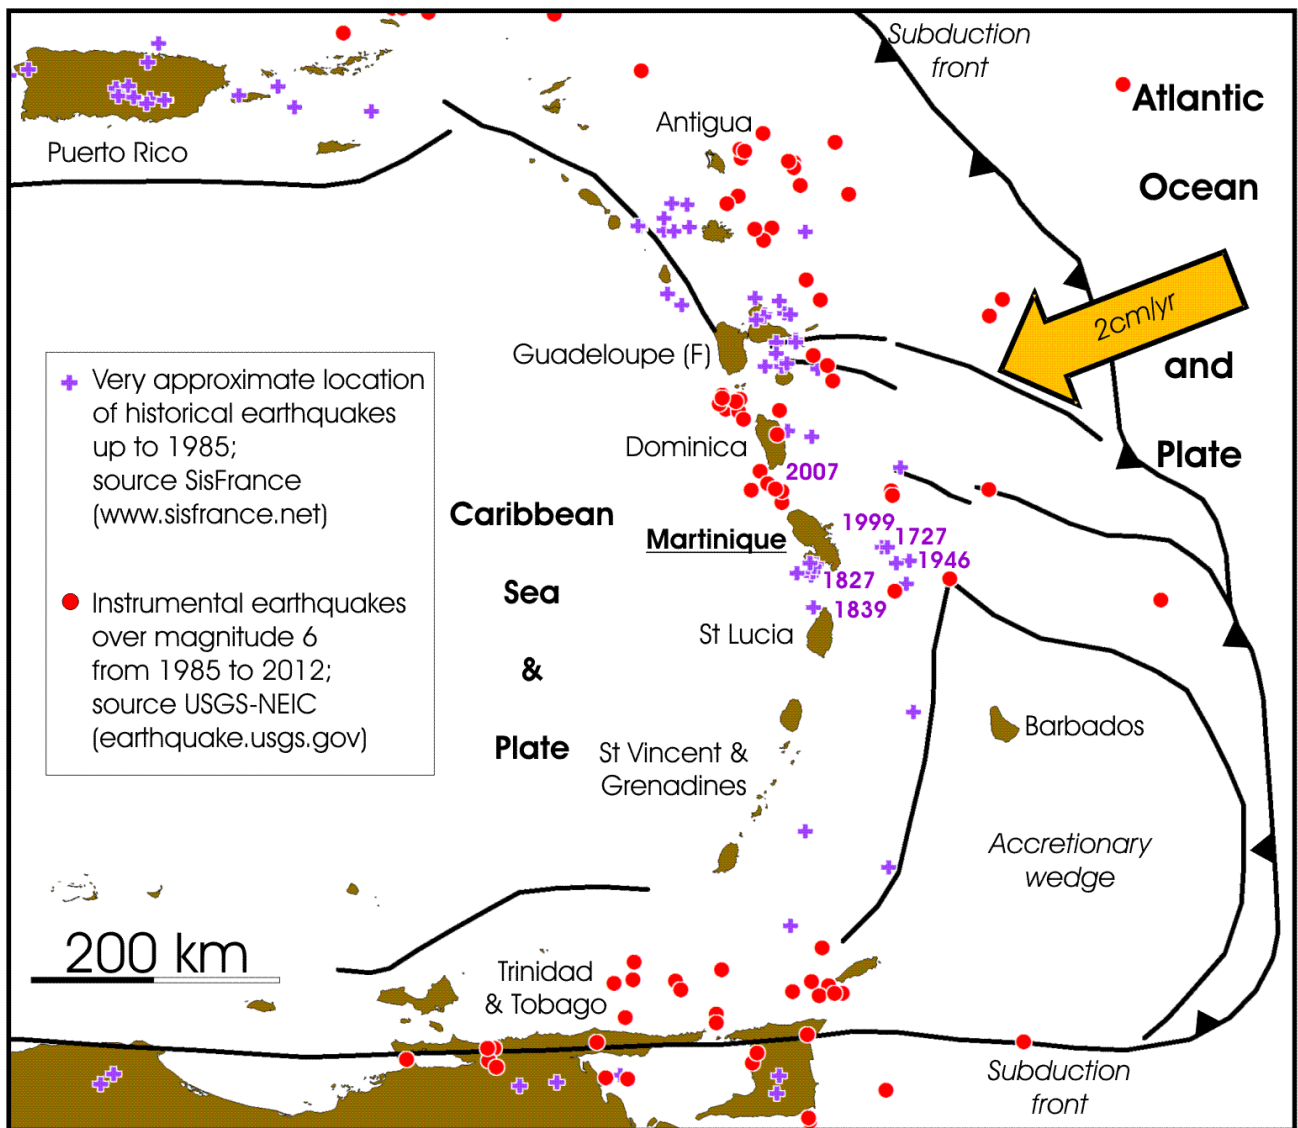 Subduction
front
Atlantic
Ocean
and
Plate
Antigua
Puerto Rico
2cm/yr
Guadeloupe (F)
Very approximate location
of historical earthquakes
up to 1985;
source SisFrance
(www.sisfrance.net)
Instrumental earthquakes
over magnitude 6
from 1985 to 2012;
source USGS-NEIC
(earthquake.usgs.gov)
Dominica
2007
Caribbean
Sea
&
Plate
Martinique
1999
1727
1946
1827
1839
St Lucia
Barbados
St Vincent &
Grenadines
Accretionary
wedge
200 km
Trinidad
& Tobago
Subduction
front